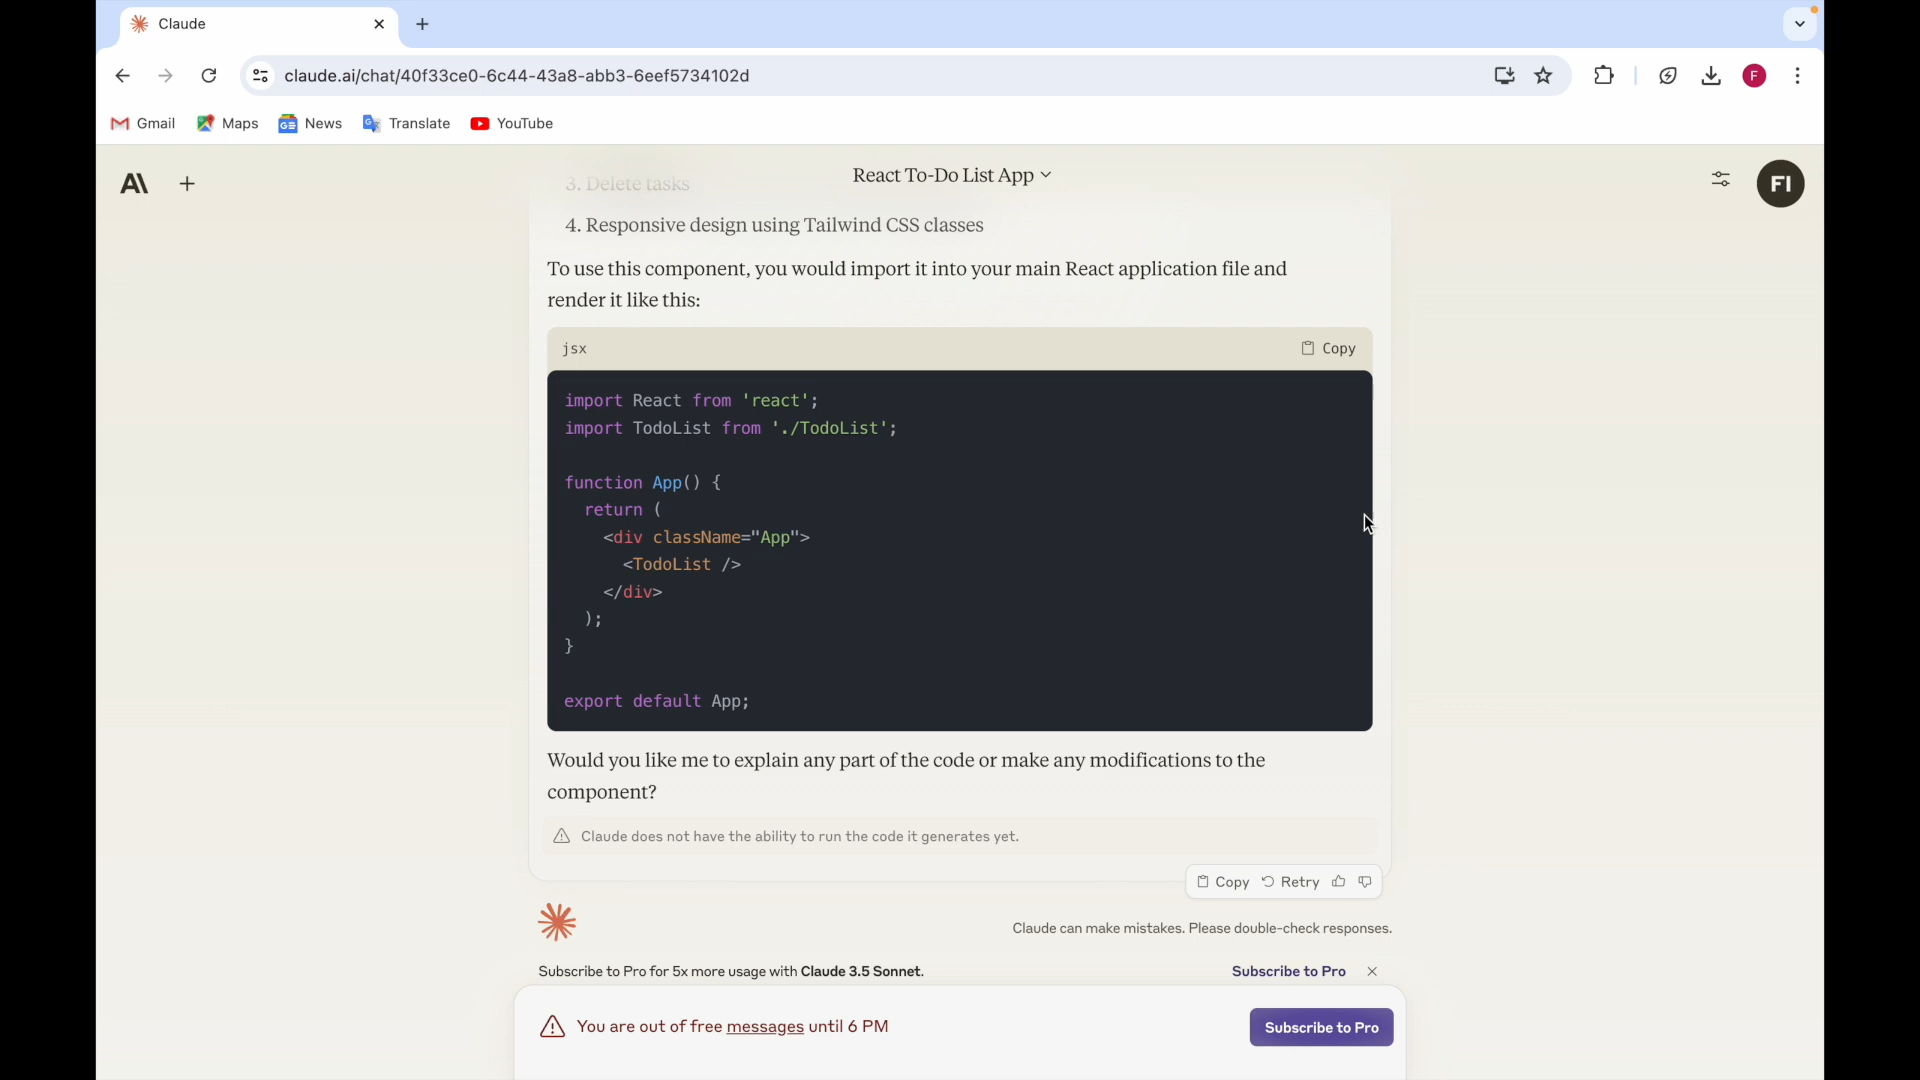 Claude
claude.ai/chat/40f33ce0-6c44-43a8-abb3-6eef5734102d
F
Gmail
Maps
News
Translate
YouTube
A\
React To-Do List App
FI
3. Delete tasks
4. Responsive design using Tailwind CSS classes
To use this component, you would import it into your main React application file and
render it like this:
jsx
Copy
import React from 'react';
import TodoList from './TodoList';
function App() {
  return (
    <div className="App">
      <TodoList />
    </div>
  );
}
export default App;
Would you like me to explain any part of the code or make any modifications to the
component?
Claude does not have the ability to run the code it generates yet.
Copy Retry
Claude can make mistakes. Please double-check responses.
Subscribe to Pro for 5x more usage with Claude 3.5 Sonnet. Subscribe to Pro
You are out of free messages until 6 PM Subscribe to Pro